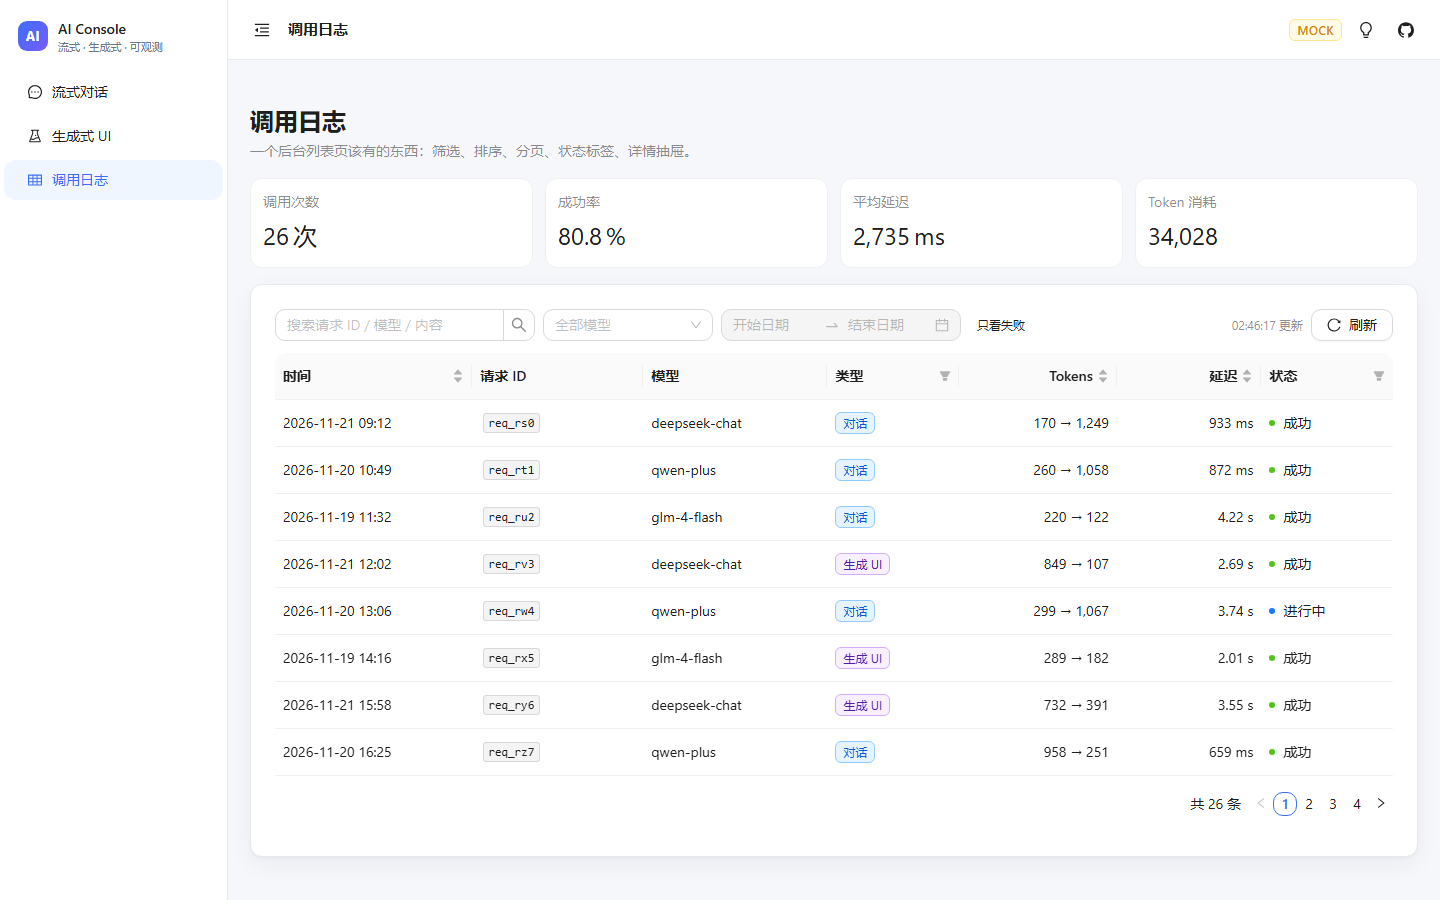 AI
AI Console
流式 · 生成式 · 可观测
流式对话
生成式 UI
调用日志
调用日志
MOCK
调用日志
一个后台列表页该有的东西：筛选、排序、分页、状态标签、详情抽屉。
调用次数
26 次
成功率
80.8 %
平均延迟
2,735 ms
Token 消耗
34,028
搜索请求 ID / 模型 / 内容
全部模型
开始日期 → 结束日期
只看失败
02:46:17 更新
刷新
时间 请求 ID 模型 类型 Tokens 延迟 状态
2026-11-21 09:12 req_rs0 deepseek-chat 对话 170 → 1,249 933 ms 成功
2026-11-20 10:49 req_rt1 qwen-plus 对话 260 → 1,058 872 ms 成功
2026-11-19 11:32 req_ru2 glm-4-flash 对话 220 → 122 4.22 s 成功
2026-11-21 12:02 req_rv3 deepseek-chat 生成 UI 849 → 107 2.69 s 成功
2026-11-20 13:06 req_rw4 qwen-plus 对话 299 → 1,067 3.74 s 进行中
2026-11-19 14:16 req_rx5 glm-4-flash 生成 UI 289 → 182 2.01 s 成功
2026-11-21 15:58 req_ry6 deepseek-chat 生成 UI 732 → 391 3.55 s 成功
2026-11-20 16:25 req_rz7 qwen-plus 对话 958 → 251 659 ms 成功
共 26 条 < 1 2 3 4 >